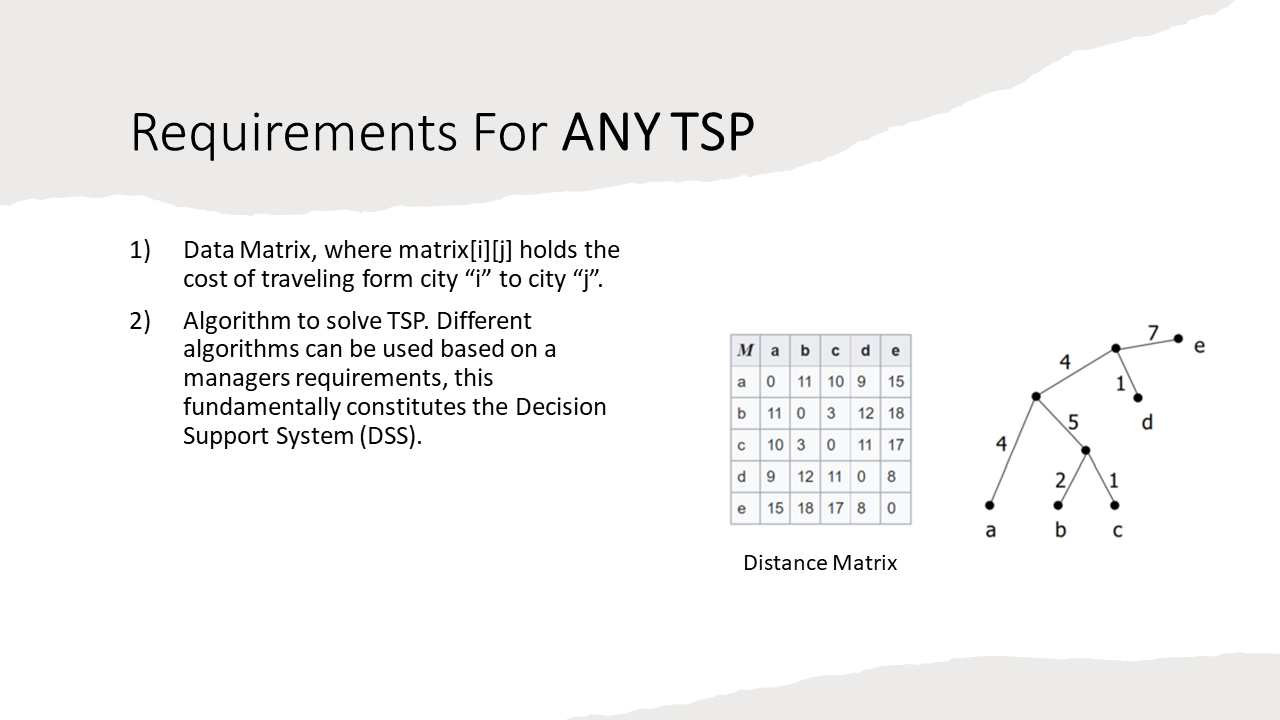 Requirements For ANY TSP
1) Data Matrix, where matrix[i][j] holds the
cost of traveling form city “i” to city “j”.
2) Algorithm to solve TSP. Different
algorithms can be used based on a
managers requirements, this
fundamentally constitutes the Decision
Support System (DSS).
M a b c d e
a 0 11 10 9 15
b 11 0 3 12 18
c 10 3 0 11 17
d 9 12 11 0 8
e 15 18 17 8 0
Distance Matrix
7
e
4
1
d
5
4
2 1
a b c